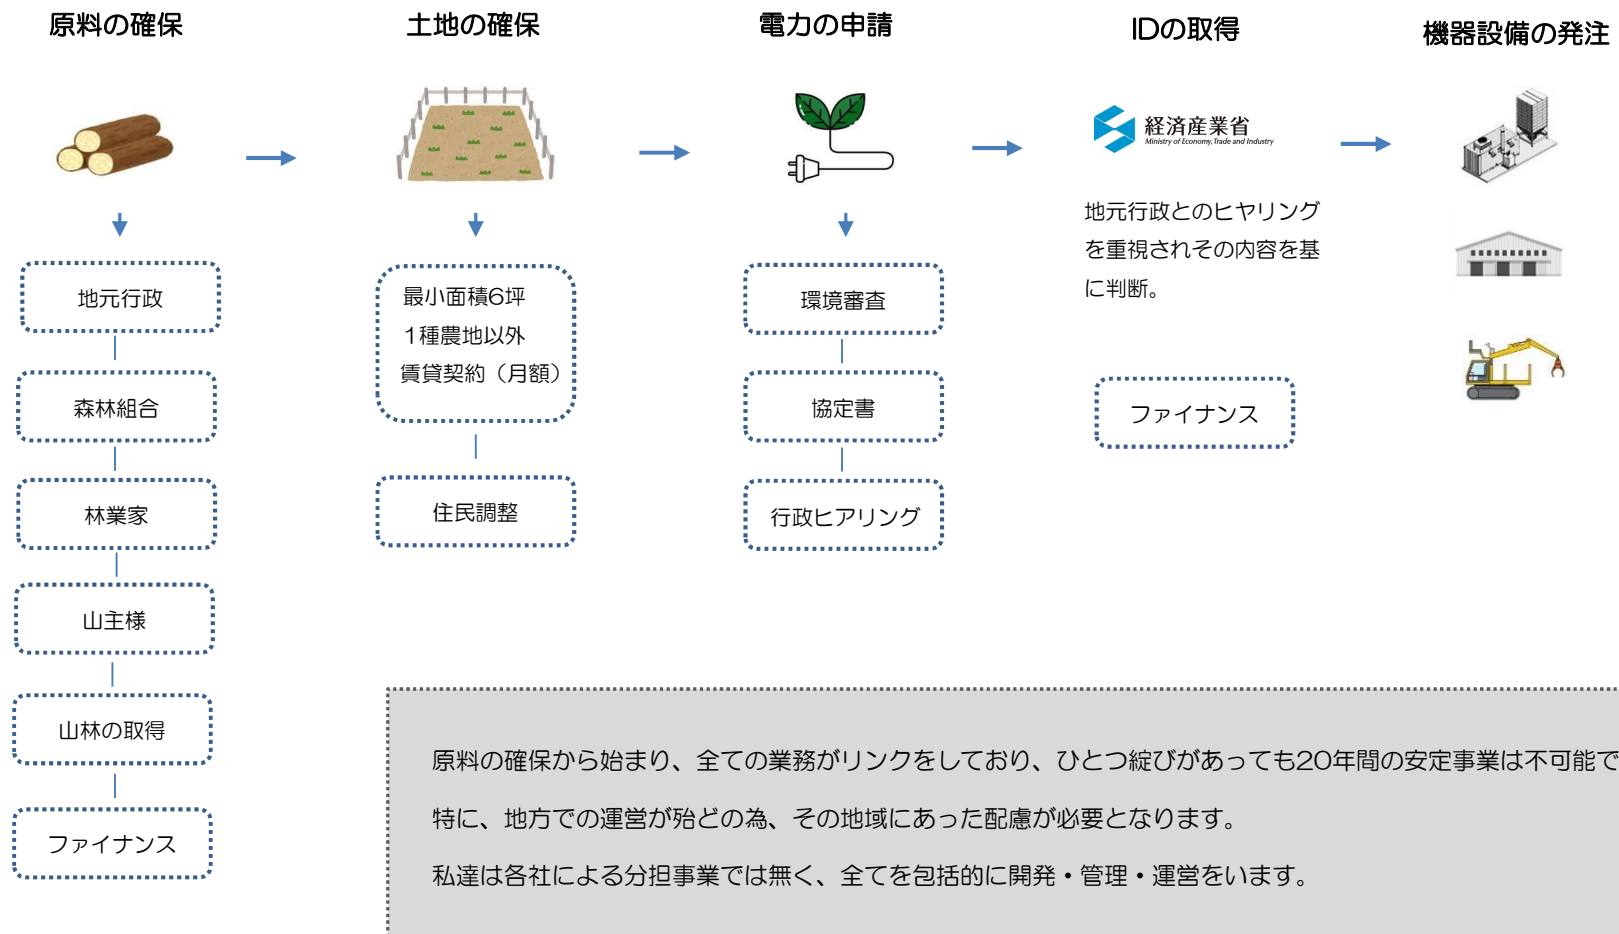 原料の確保
土地の確保
電力の申請
IDの取得
機器設備の発注
経済産業省
Ministry of Economy, Trade and Industry
地元行政とのヒヤリング
を重視されその内容を基
に判断。
地元行政
森林組合
林業家
山主様
山林の取得
ファイナンス
最小面積6坪
1種農地以外
賃貸契約（月額）
住民調整
環境審査
協定書
行政ヒアリング
ファイナンス
原料の確保から始まり、全ての業務がリンクをしており、ひとつ綻びがあっても20年間の安定事業は不可能で
特に、地方での運営が殆どの為、その地域にあった配慮が必要となります。
私達は各社による分担事業では無く、全てを包括的に開発・管理・運営をいます。